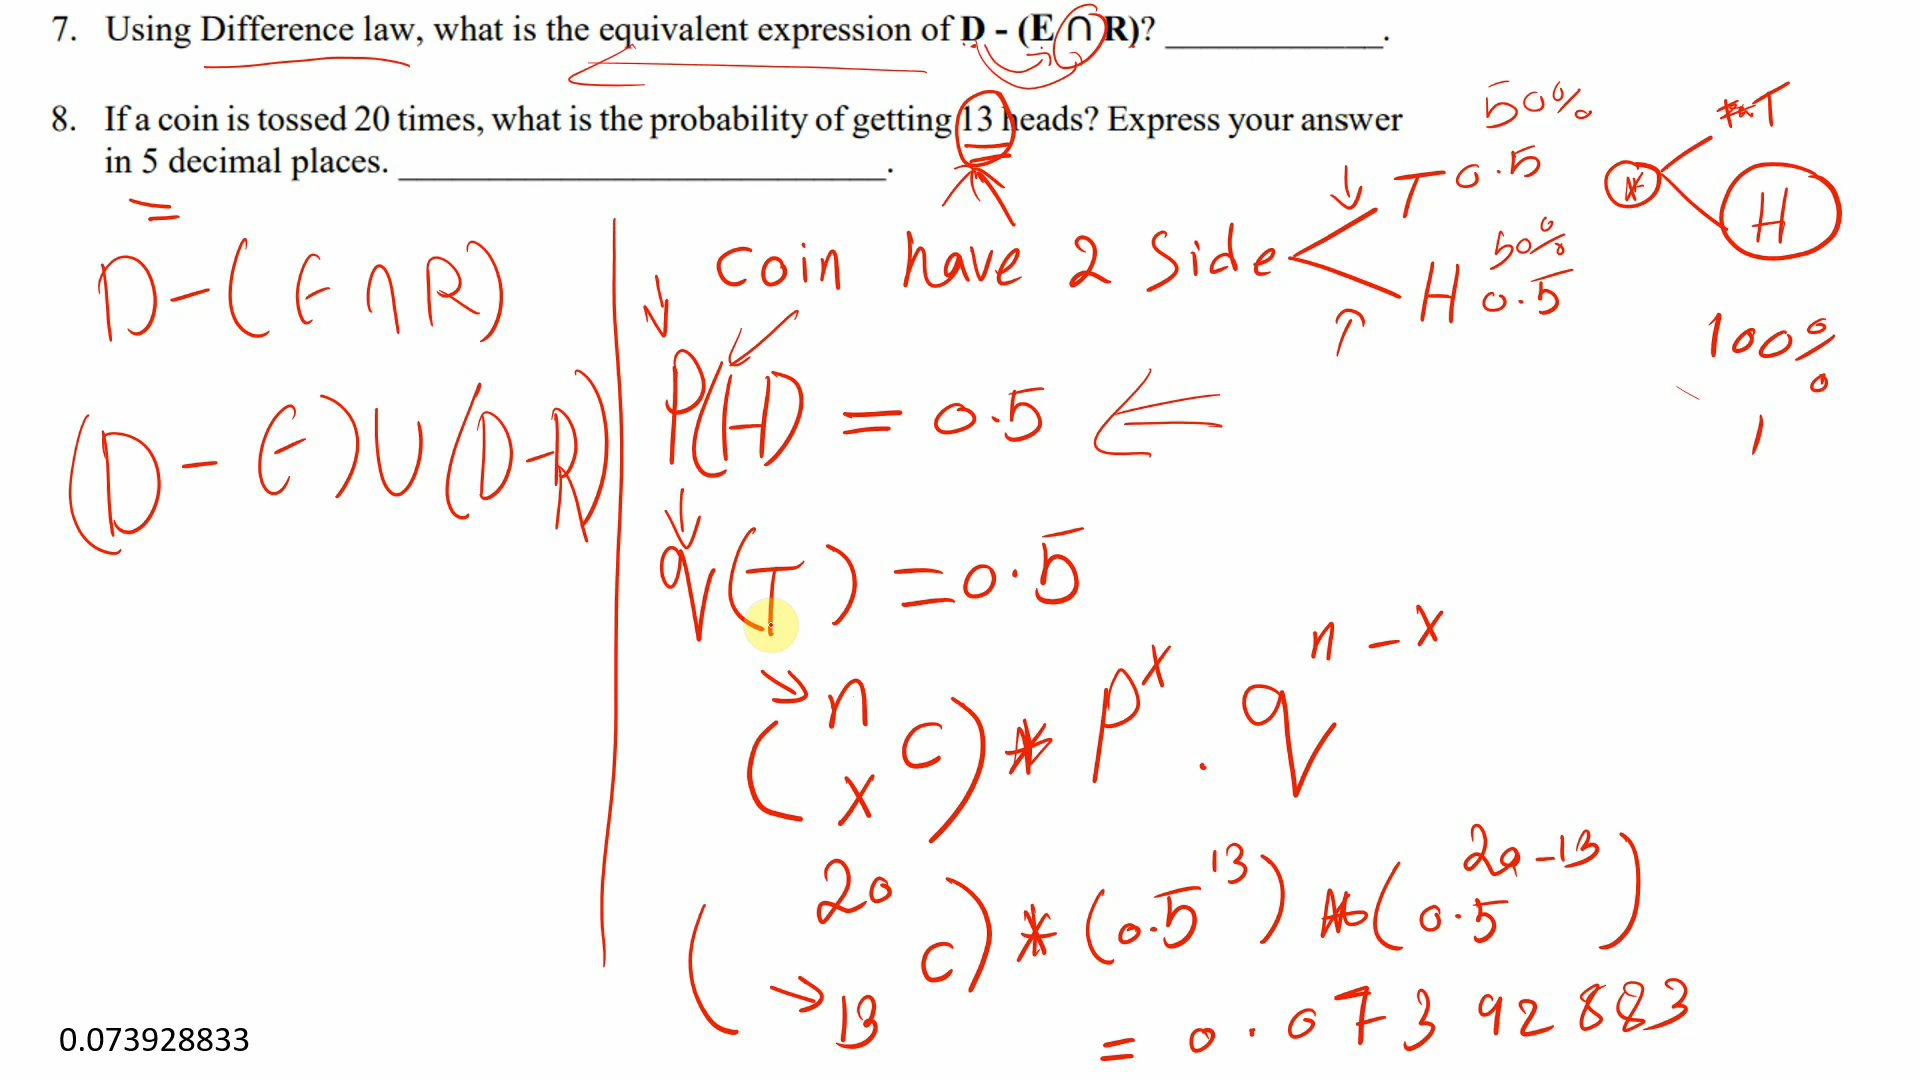 7. Using Difference law, what is the equivalent expression of D - (E ∩ R)? ____________.
8. If a coin is tossed 20 times, what is the probability of getting 13 heads? Express your answer
in 5 decimal places. ___________________________.
50%
T
T 0.5
H
coin have 2 side
50%
H 0.5
100%
1
D - (E ∩ R)
(D - E) ∪ (D - R)
P(H) = 0.5
q(T) = 0.5
(n C x) * p^x . q^n-x
(20 C 13) * (0.5^13) * (0.5^20-13)
= 0.07392883
0.073928833